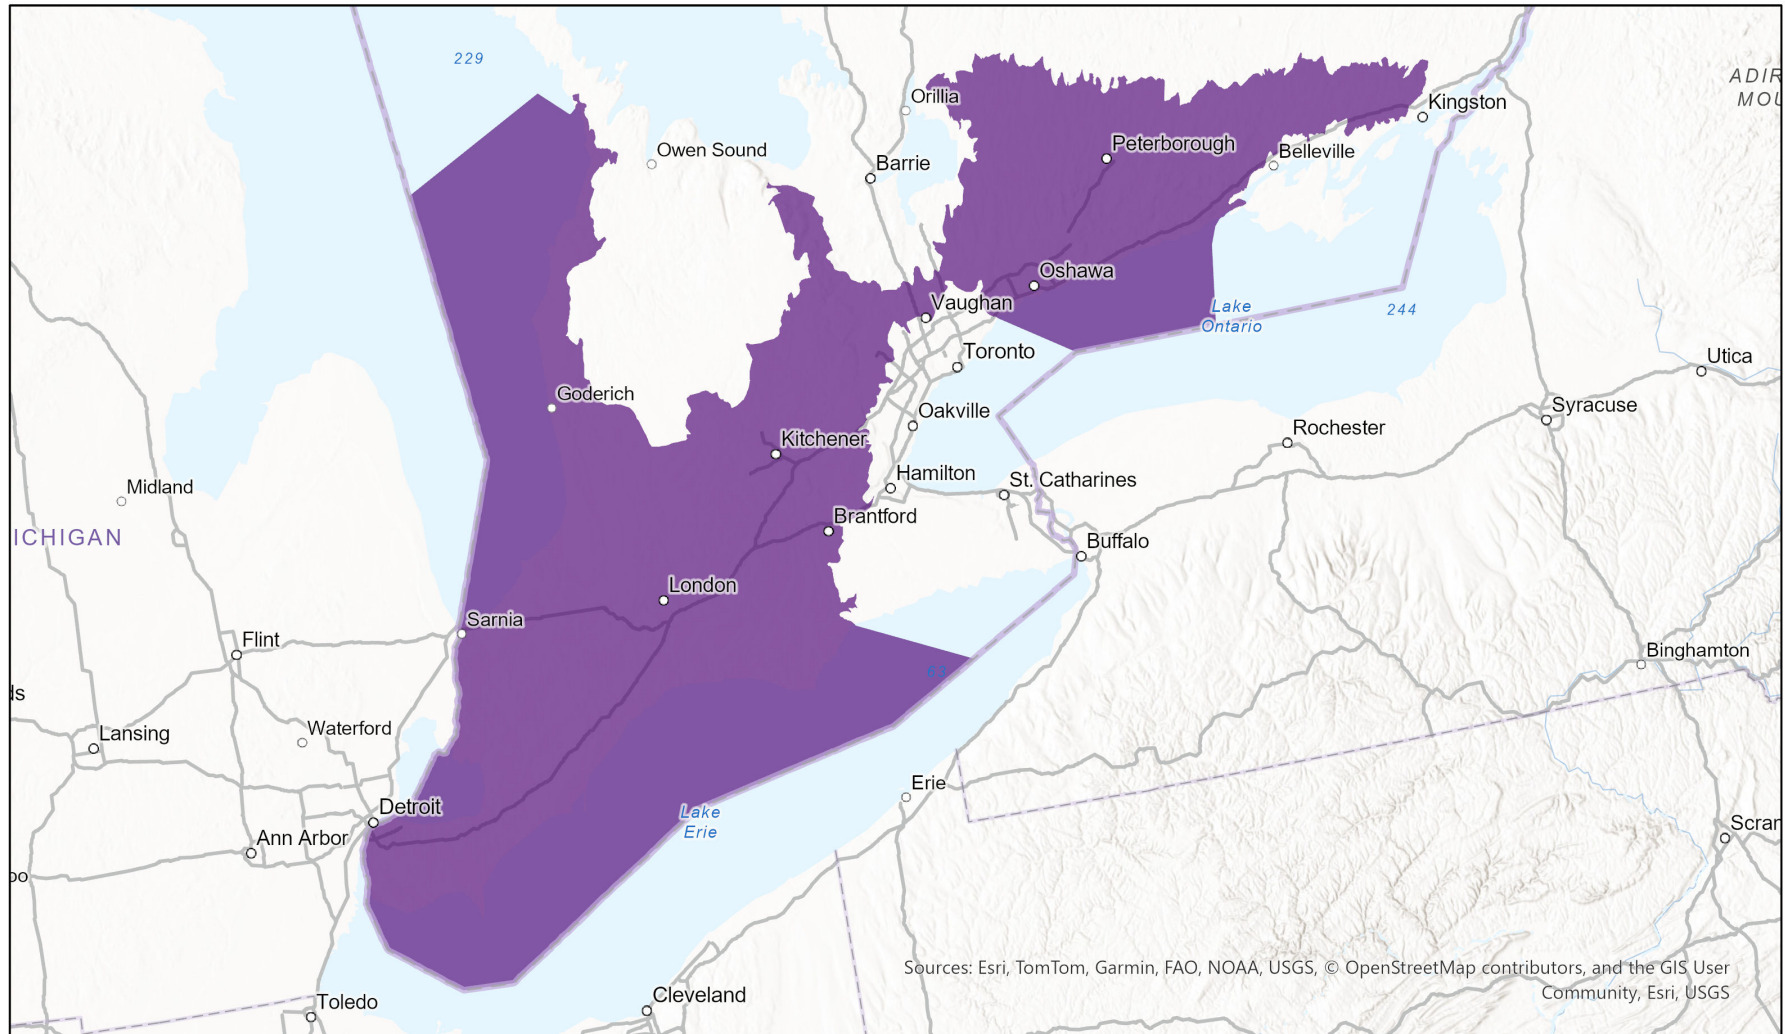 229
ADIR
MOU
Orillia
Kingston
Owen Sound
Peterborough
Belleville
Barrie
Oshawa
Vaughan
Lake
Ontario
244
Toronto
Utica
Goderich
Oakville
Syracuse
Rochester
Kitchener
Hamilton
St. Catharines
Midland
Brantford
ICHIGAN
Buffalo
London
Sarnia
Flint
Binghamton
63
ls
Waterford
Lansing
Erie
Detroit
Lake
Erie
Scran
Ann Arbor
oo
Sources: Esri, TomTom, Garmin, FAO, NOAA, USGS, © OpenStreetMap contributors, and the GIS User
Community, Esri, USGS
Toledo
Cleveland